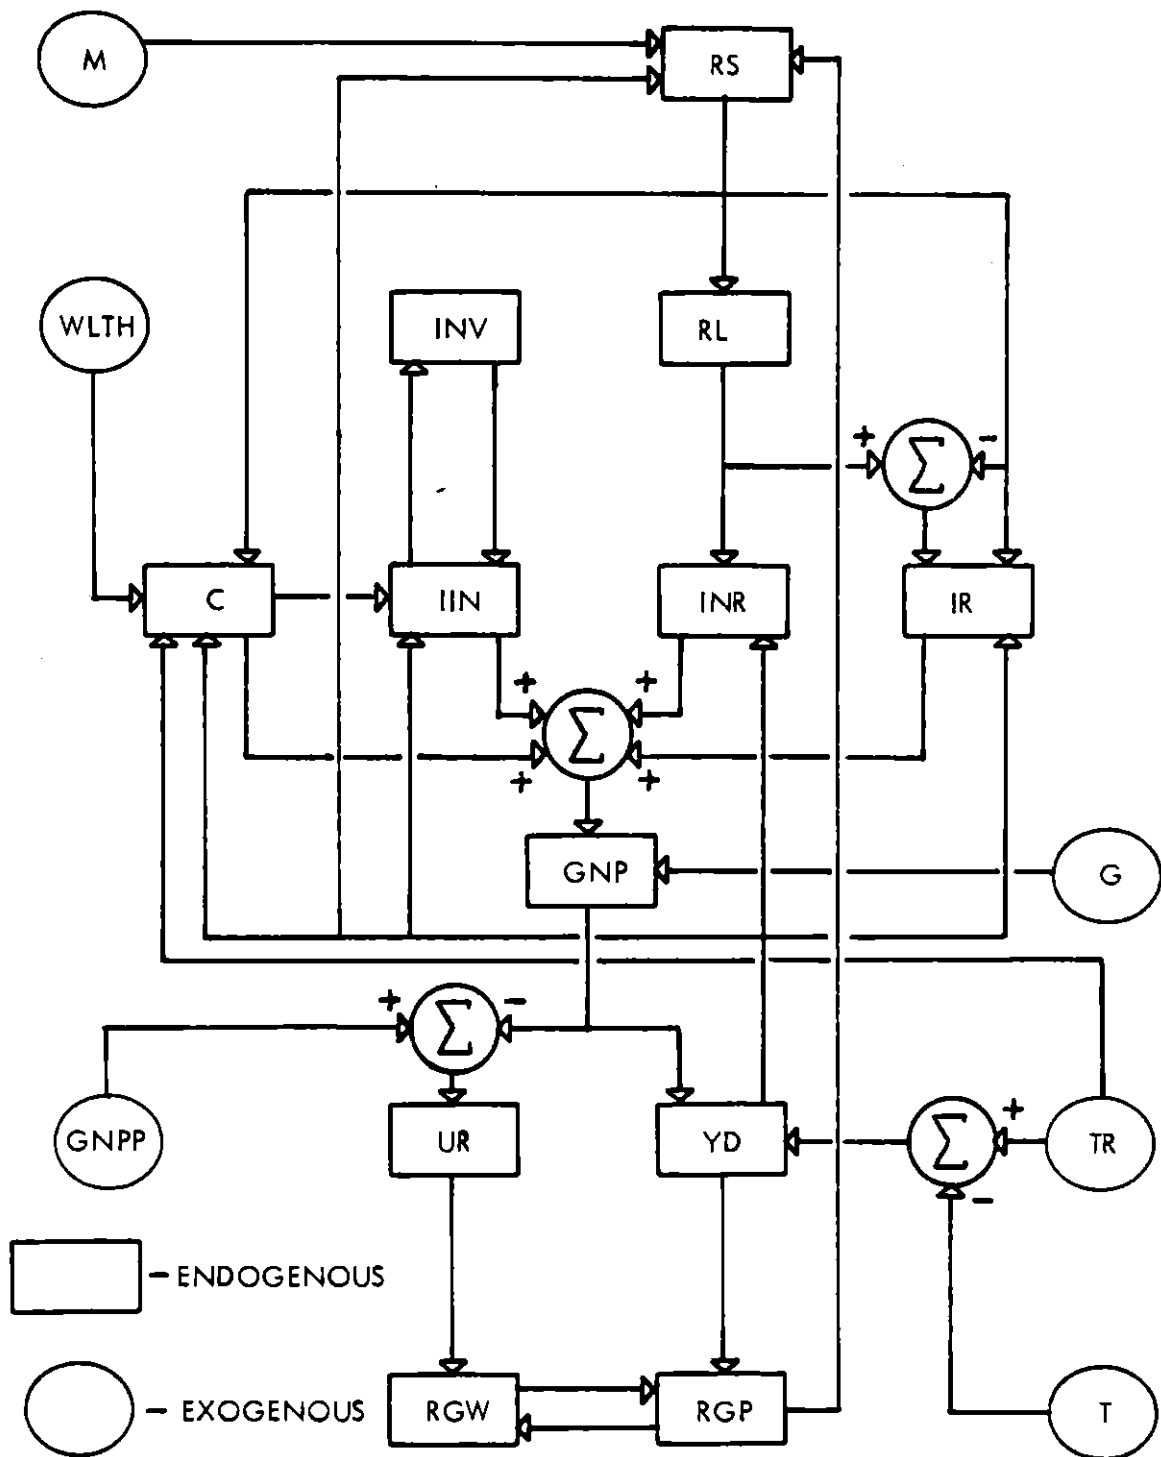 M
RS
WLTH
INV
RL
+
-
Σ
C
IIN
INR
IR
+
+
Σ
+
+
GNP
G
+
-
Σ
GNPP
UR
YD
Σ
+
TR
-
- ENDOGENOUS
- EXOGENOUS
RGW
RGP
T